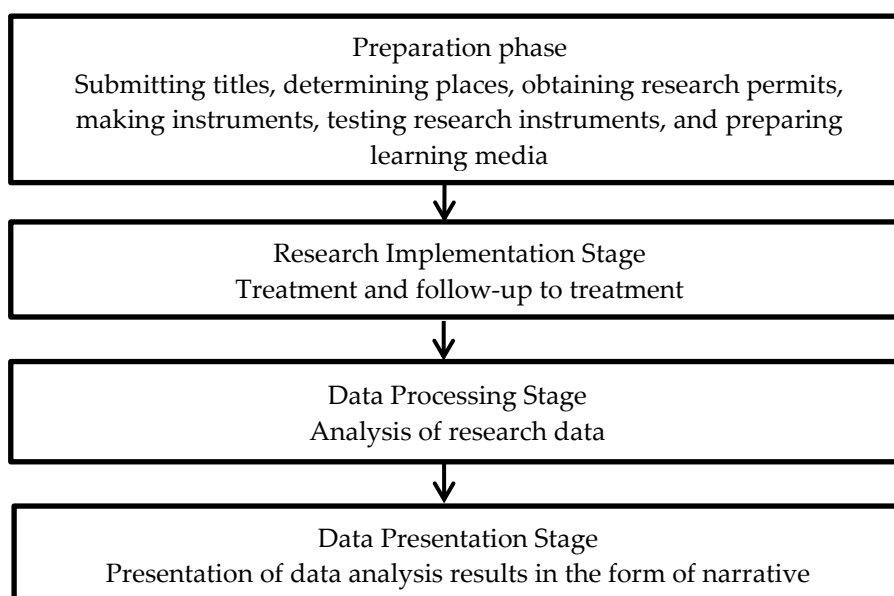 Preparation phase
Submitting titles, determining places, obtaining research permits,
making instruments, testing research instruments, and preparing
learning media
Research Implementation Stage
Treatment and follow-up to treatment
Data Processing Stage
Analysis of research data
Data Presentation Stage
Presentation of data analysis results in the form of narrative